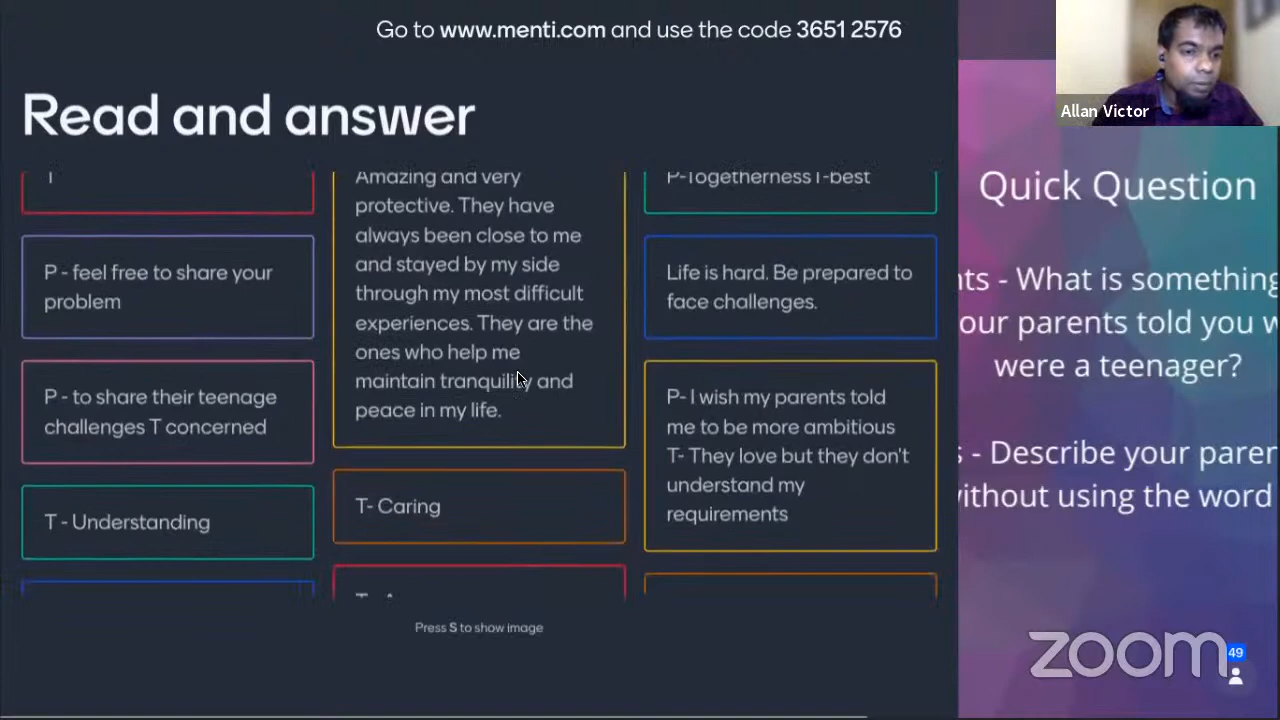 Go to www.menti.com and use the code 3651 2576
Read and answer
T
P - feel free to share your
problem
P - to share their teenage
challenges T concerned
T - Understanding
Amazing and very
protective. They have
always been close to me
and stayed by my side
through my most difficult
experiences. They are the
ones who help me
maintain tranquility and
peace in my life.
T- Caring
P-Togetherness T-best
Life is hard. Be prepared to
face challenges.
P- I wish my parents told
me to be more ambitious
T- They love but they don't
understand my
requirements
Press S to show image
Allan Victor
Quick Question
nts - What is something
our parents told you w
were a teenager?
s - Describe your paren
without using the word
zoom
49